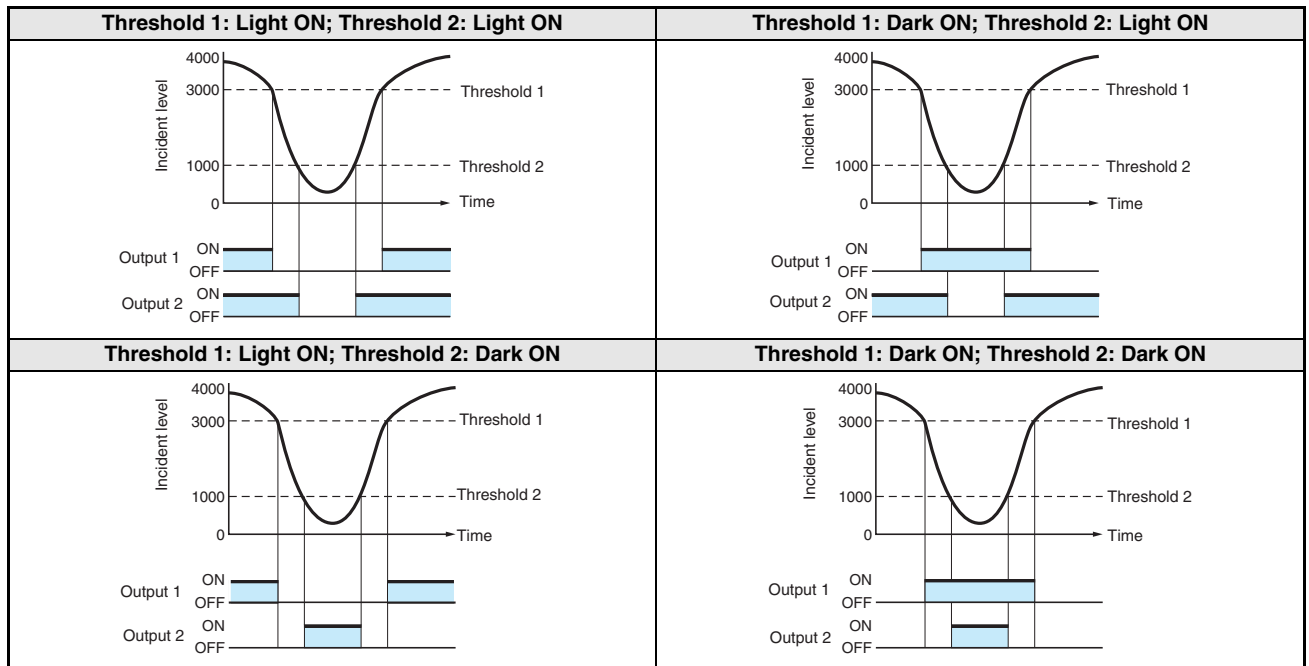 Threshold 1: Light ON; Threshold 2: Light ON
4000
3000
1000
0
Incident level
Threshold 1
Threshold 2
Time
Output 1
ON
OFF
Output 2
ON
OFF
Threshold 1: Dark ON; Threshold 2: Light ON
4000
3000
1000
0
Incident level
Threshold 1
Threshold 2
Time
Output 1
ON
OFF
Output 2
ON
OFF
Threshold 1: Light ON; Threshold 2: Dark ON
4000
3000
1000
0
Incident level
Threshold 1
Threshold 2
Time
Output 1
ON
OFF
Output 2
ON
OFF
Threshold 1: Dark ON; Threshold 2: Dark ON
4000
3000
1000
0
Incident level
Threshold 1
Threshold 2
Time
Output 1
ON
OFF
Output 2
ON
OFF